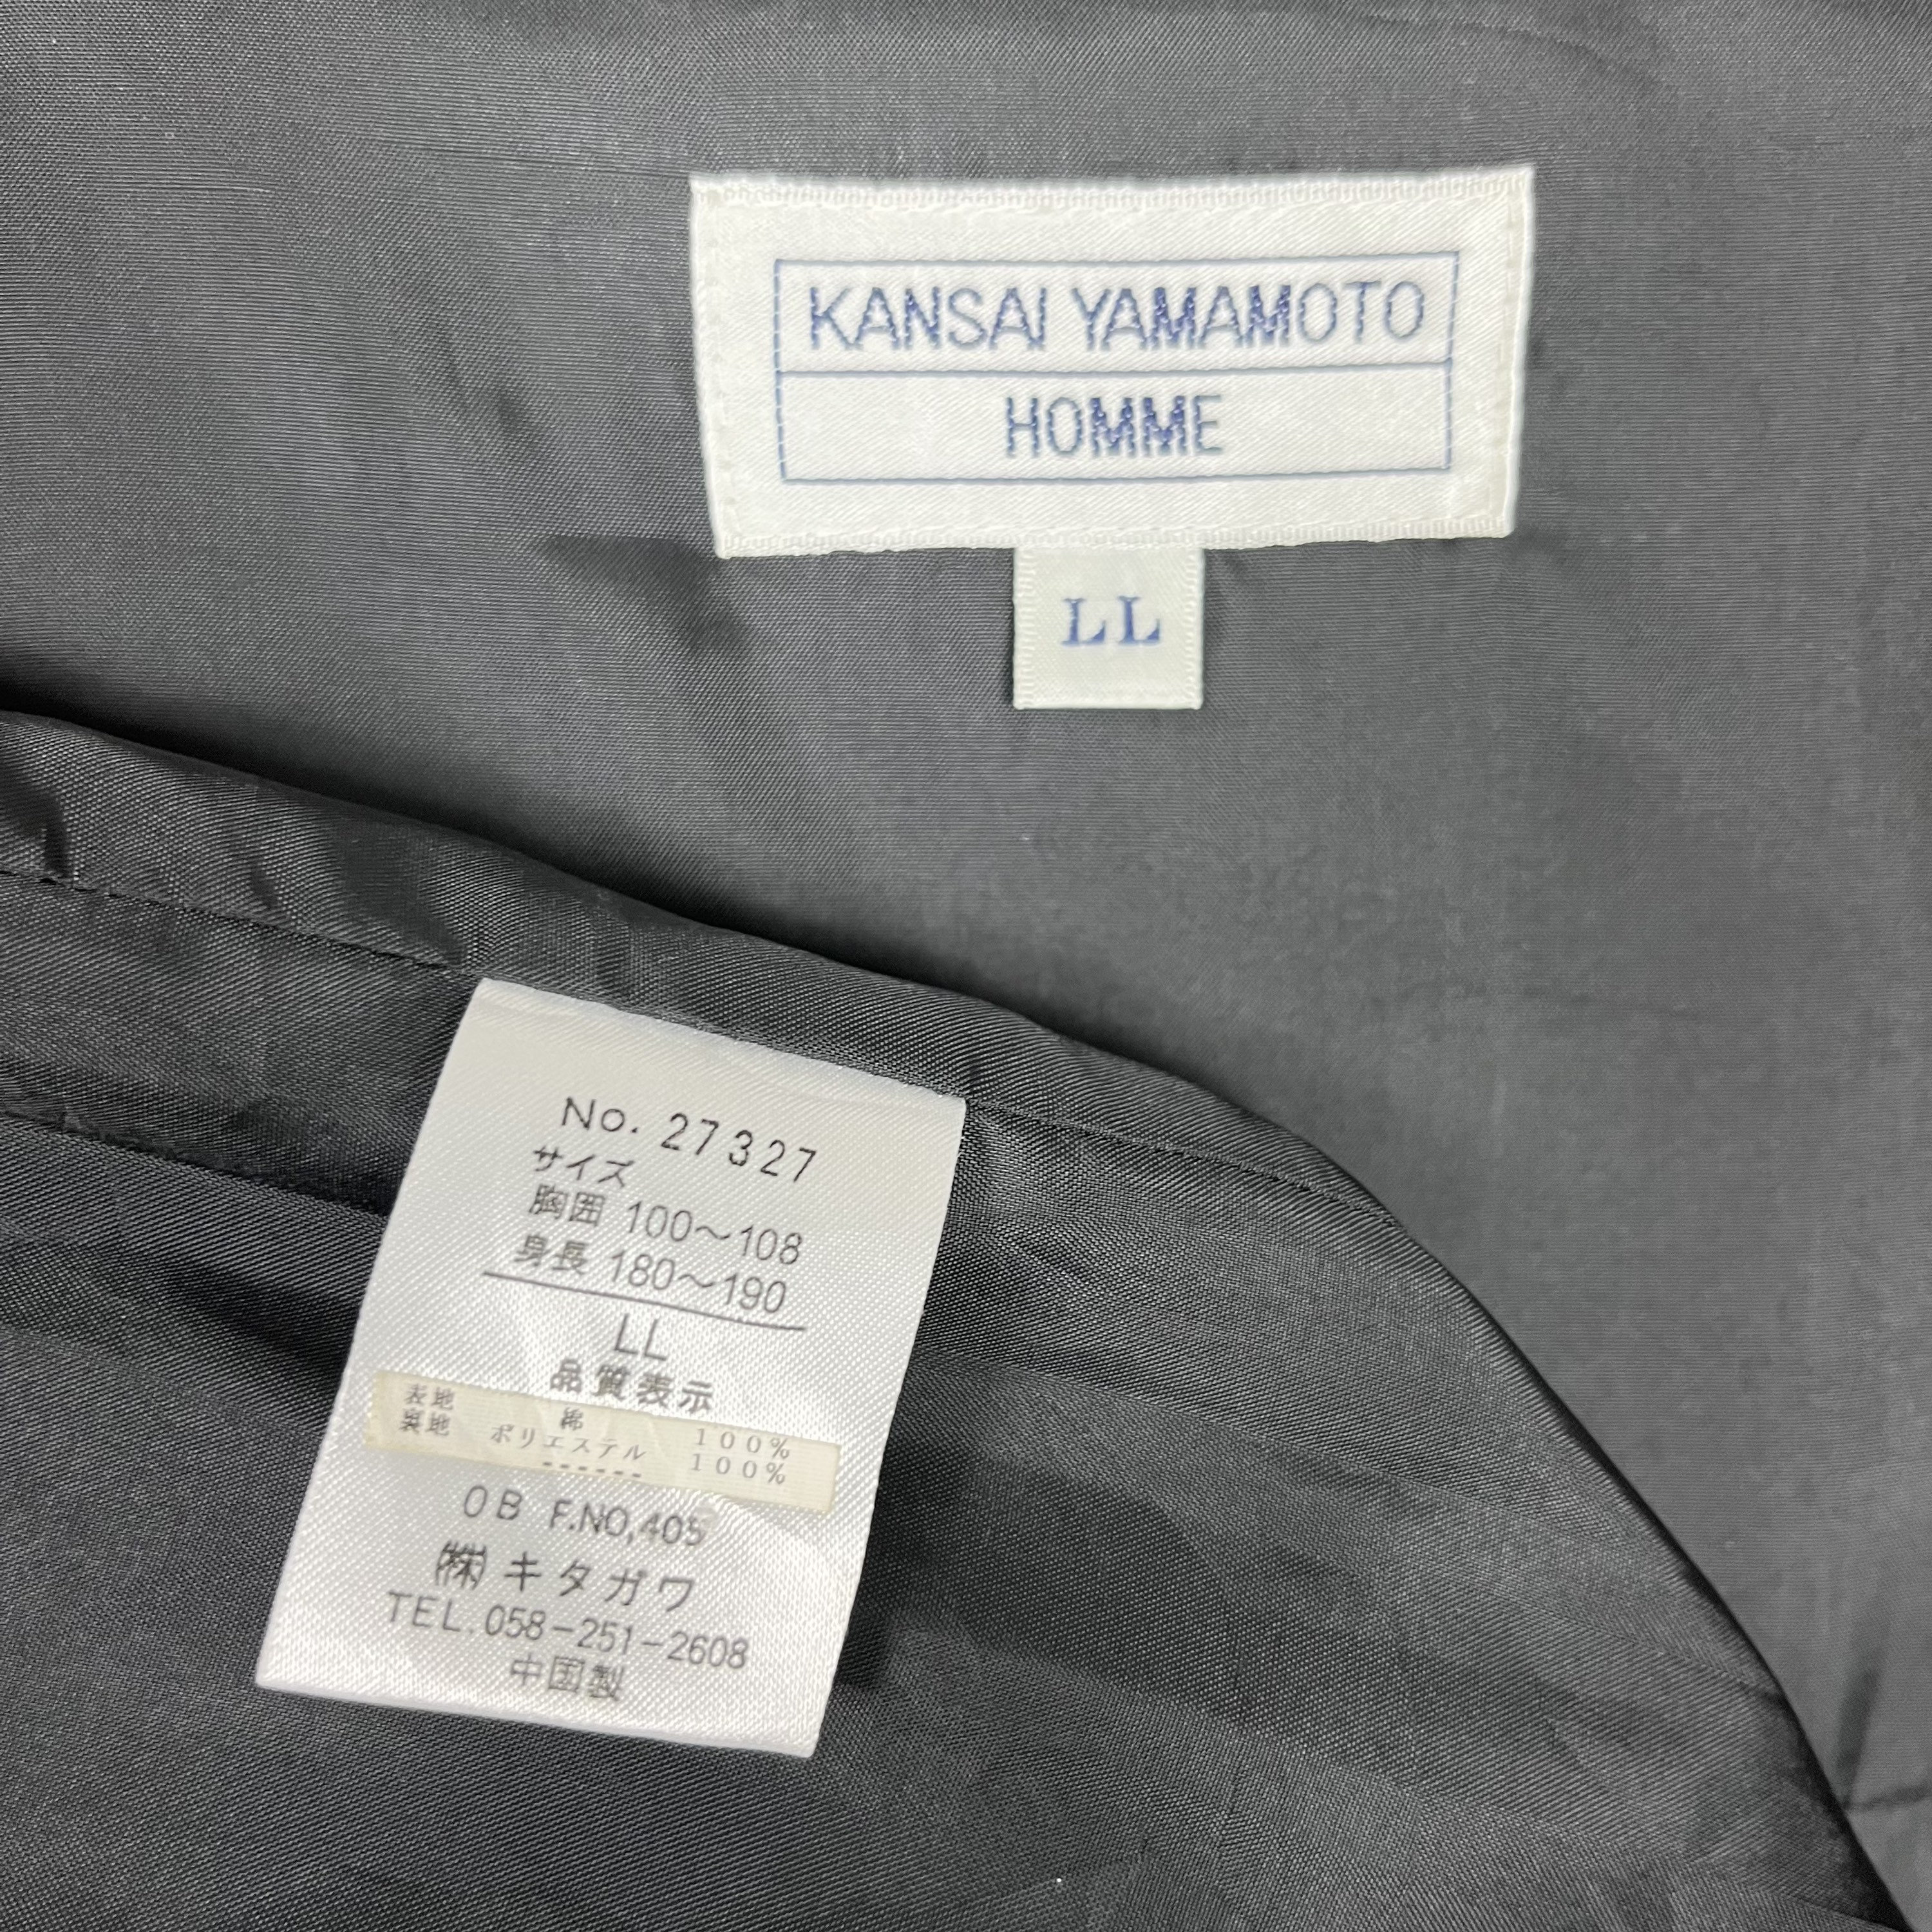 KANSAI YAMAMOTO
HOMME
LL
No. 27327
サイズ
胸囲 100〜108
身長 180〜190
LL
品質表示
表地 綿 100%
裏地 ポリエステル 100%
------
OB F.NO,405
㈱キタガワ
TEL.058-251-2608
中国製